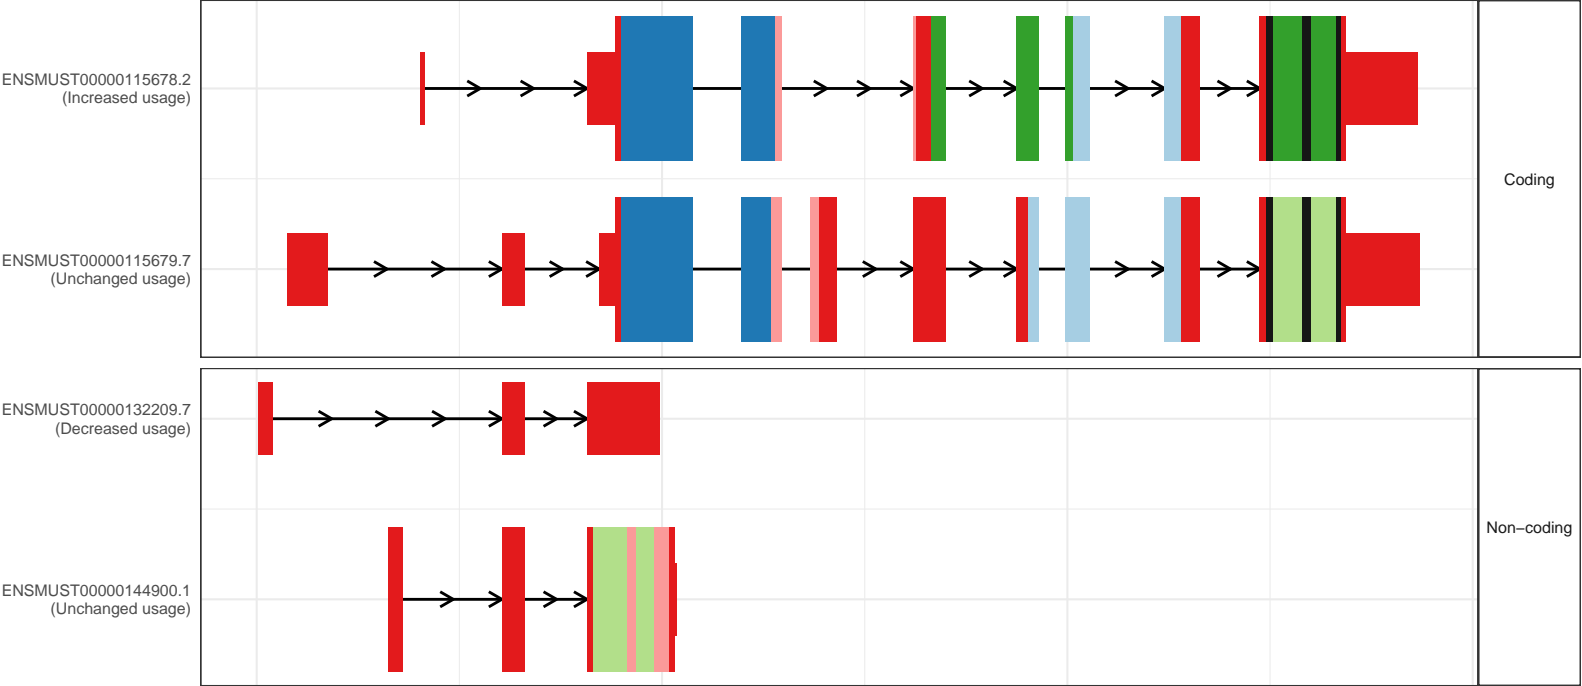 ENSMUST00000115678.2
(Increased usage)
Coding
ENSMUST00000115679.7
(Unchanged usage)
ENSMUST00000132209.7
(Decreased usage)
Non−coding
ENSMUST00000144900.1
(Unchanged usage)